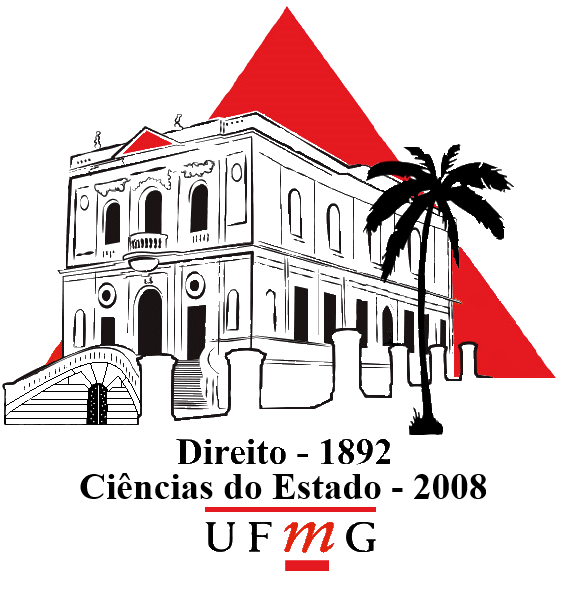 Direito - 1892
Ciências do Estado - 2008
UFmG